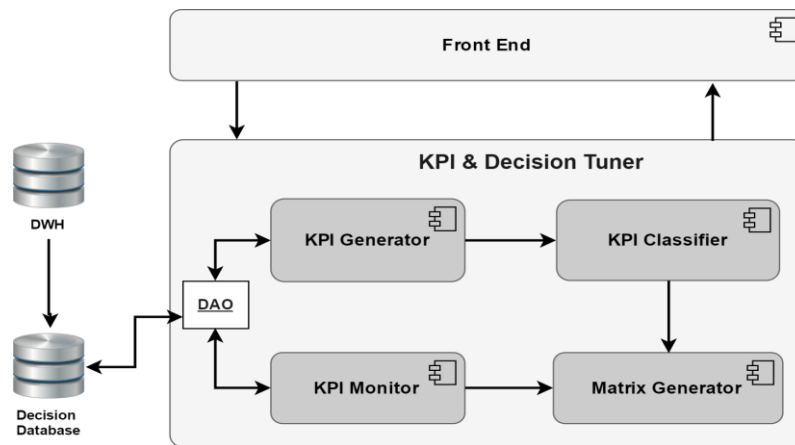 Front End
KPI & Decision Tuner
DWH
KPI Generator
KPI Classifier
DAO
KPI Monitor
Matrix Generator
Decision
Database